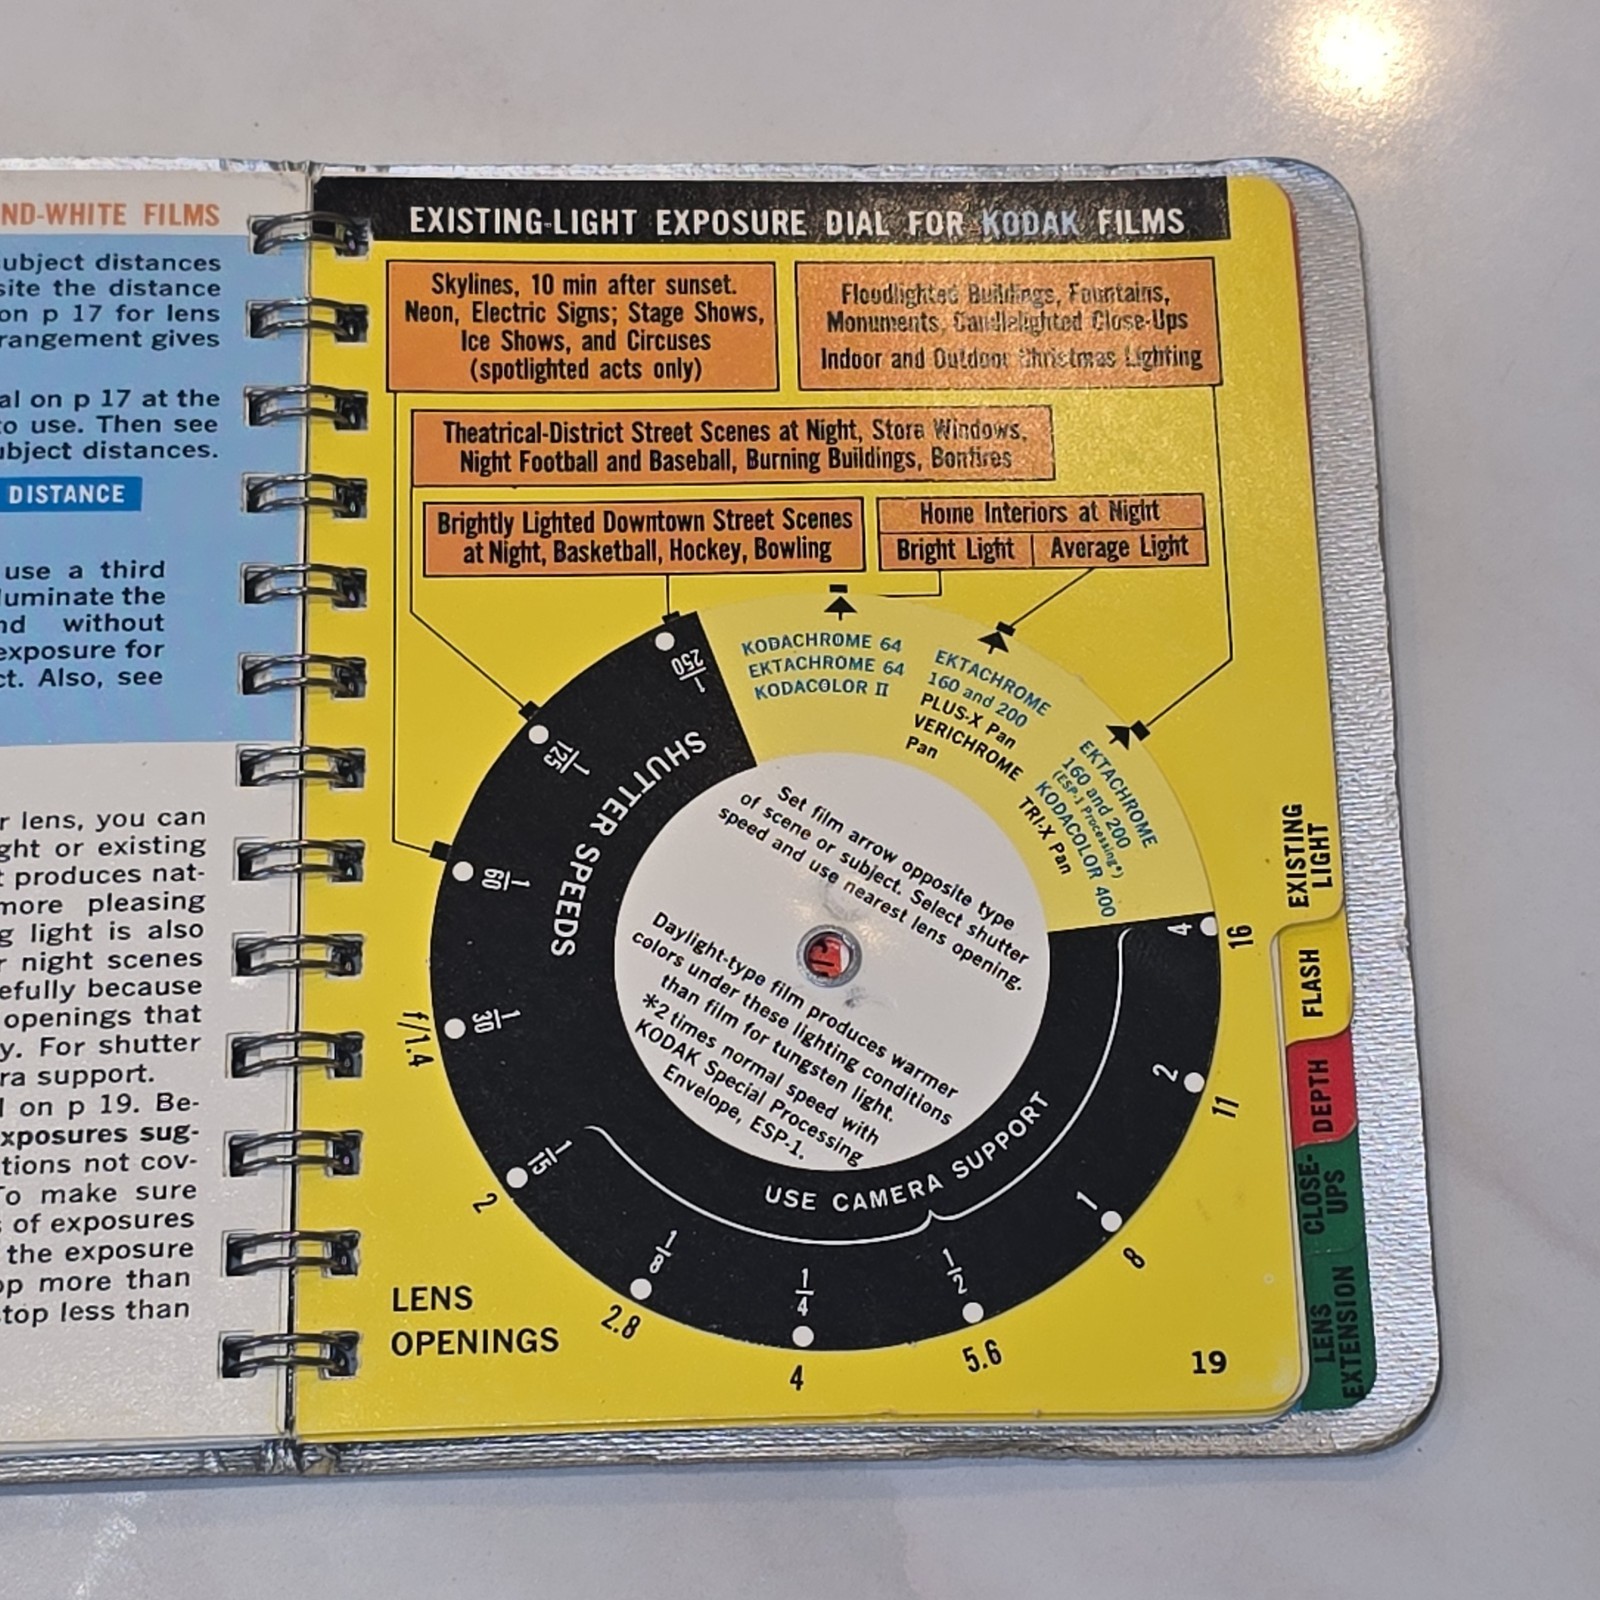 ND-WHITE FILMS
ubject distances
site the distance
on p 17 for lens
rangement gives
al on p 17 at the
to use. Then see
ubject distances.
DISTANCE
use a third
luminate the
nd without
exposure for
ct. Also, see
r lens, you can
ght or existing
t produces nat-
more pleasing
g light is also
r night scenes
efully because
openings that
y. For shutter
ra support.
l on p 19. Be-
xposures sug-
tions not cov-
To make sure
s of exposures
the exposure
op more than
stop less than
EXISTING-LIGHT EXPOSURE DIAL FOR KODAK FILMS
Skylines, 10 min after sunset.
Neon, Electric Signs; Stage Shows,
Ice Shows, and Circuses
(spotlighted acts only)
Floodlighted Buildings, Fountains,
Monuments, Candlelighted Close-Ups
Indoor and Outdoor Christmas Lighting
Theatrical-District Street Scenes at Night, Store Windows,
Night Football and Baseball, Burning Buildings, Bonfires
Brightly Lighted Downtown Street Scenes
at Night, Basketball, Hockey, Bowling
Home Interiors at Night
Bright Light | Average Light
KODACHROME 64
EKTACHROME 64
KODACOLOR II
EKTACHROME
160 and 200
PLUS-X Pan
VERICHROME
Pan
EKTACHROME
160 and 200
(ESP-1 Processing*)
KODACOLOR 400
TRI-X Pan
SHUTTER SPEEDS
1/250
1/125
1/60
1/30
1/15
1/8
1/4
1/2
1
2
4
Set film arrow opposite type
of scene or subject. Select shutter
speed and use nearest lens opening.
Daylight-type film produces warmer
colors under these lighting conditions
than film for tungsten light.
*2 times normal speed with
KODAK Special Processing
Envelope, ESP-1.
USE CAMERA SUPPORT
f/1.4
2
2.8
4
5.6
8
11
16
LENS
OPENINGS
19
EXISTING
LIGHT
FLASH
DEPTH
CLOSE-
UPS
LENS
EXTENSION